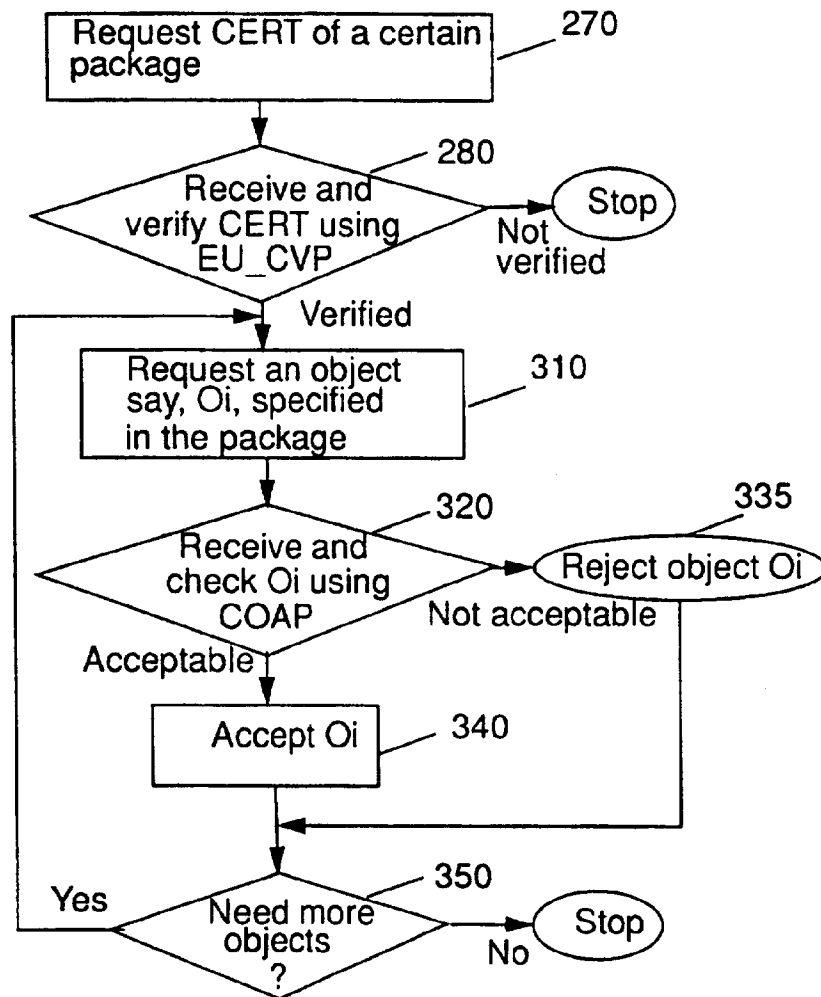 Request CERT of a certain
package
270
280
Receive and
verify CERT using
EU_CVP
Stop
Not
verified
Verified
Request an object
say, Oi, specified
in the package
310
320
335
Receive and
check Oi using
COAP
Reject object Oi
Not acceptable
Acceptable
Accept Oi
340
350
Yes
Need more
objects
?
Stop
No